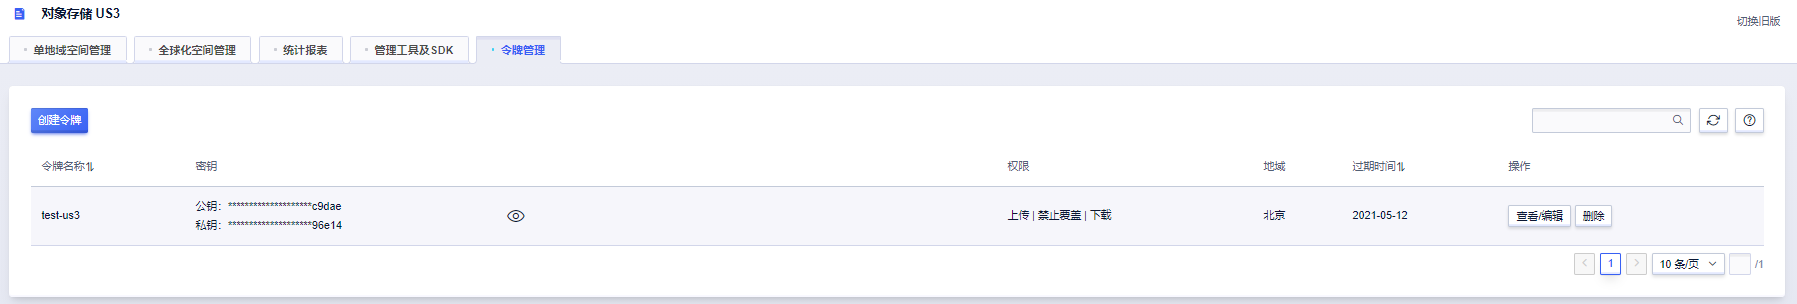 对象存储 US3
切换旧版
单地域空间管理 全球化空间管理 统计报表 管理工具及SDK 令牌管理
创建令牌
令牌名称 密钥 权限 地域 过期时间 操作
公钥: ********************c9dae
test-us3 上传 | 禁止覆盖 | 下载 北京 2021-05-12 查看/编辑 删除
私钥: ********************96e14
1 10 条/页 /1